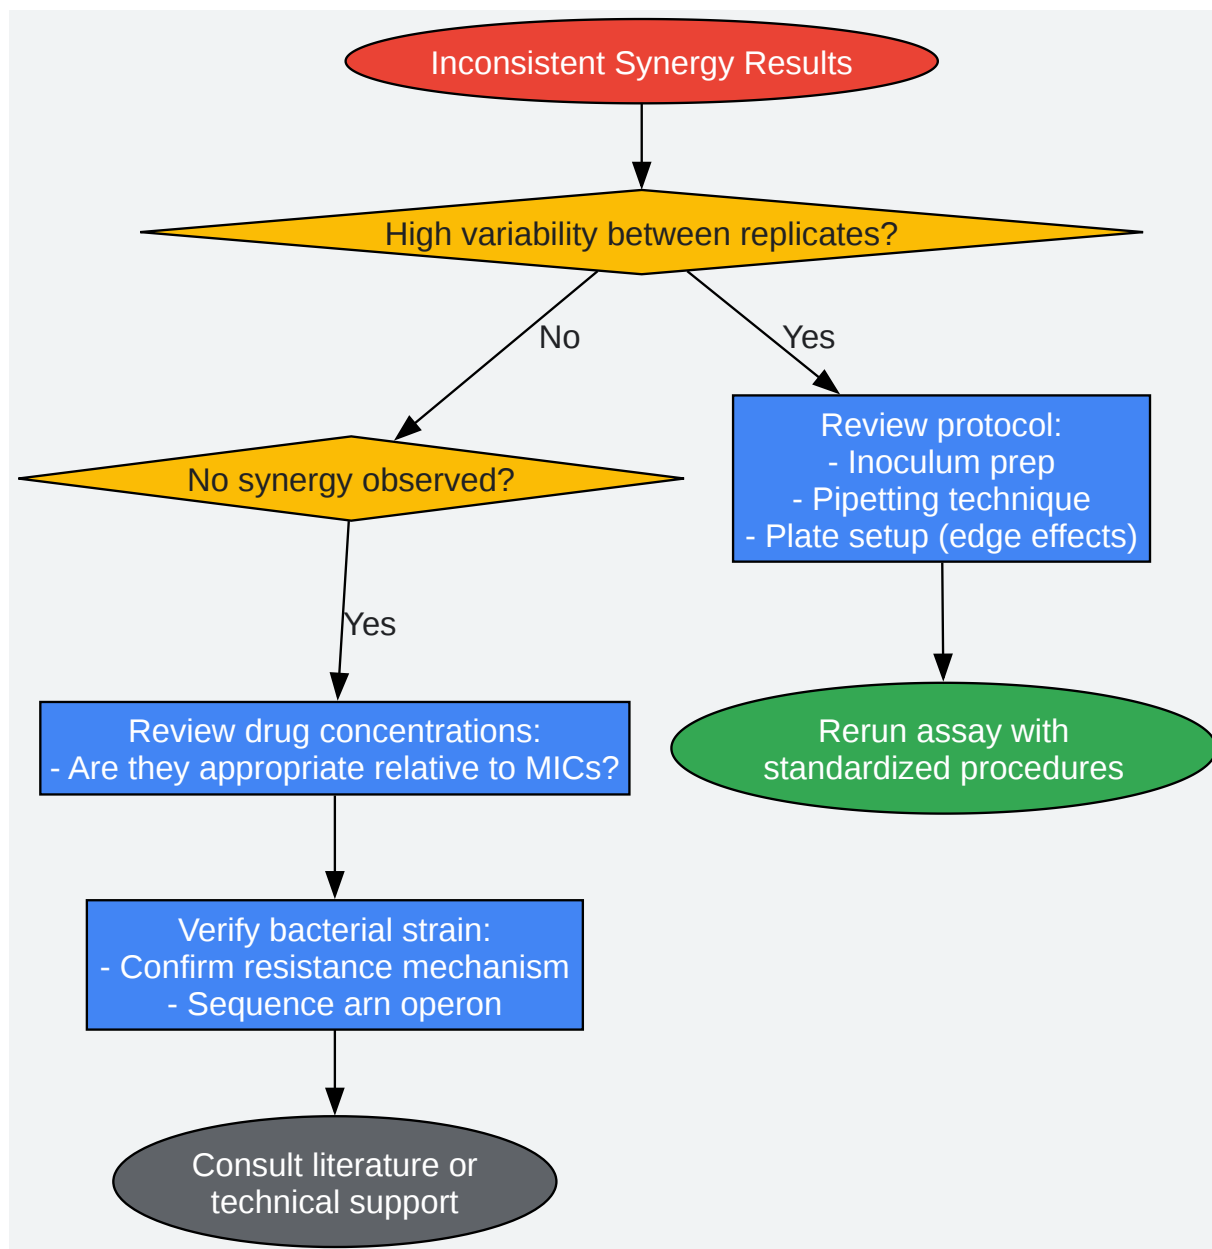 Inconsistent Synergy Results
High variability between replicates?
No
Yes
No synergy observed?
Review protocol:
- Inoculum prep
- Pipetting technique
- Plate setup (edge effects)
Yes
Review drug concentrations:
- Are they appropriate relative to MICs?
Rerun assay with
standardized procedures
Verify bacterial strain:
- Confirm resistance mechanism
- Sequence arn operon
Consult literature or
technical support